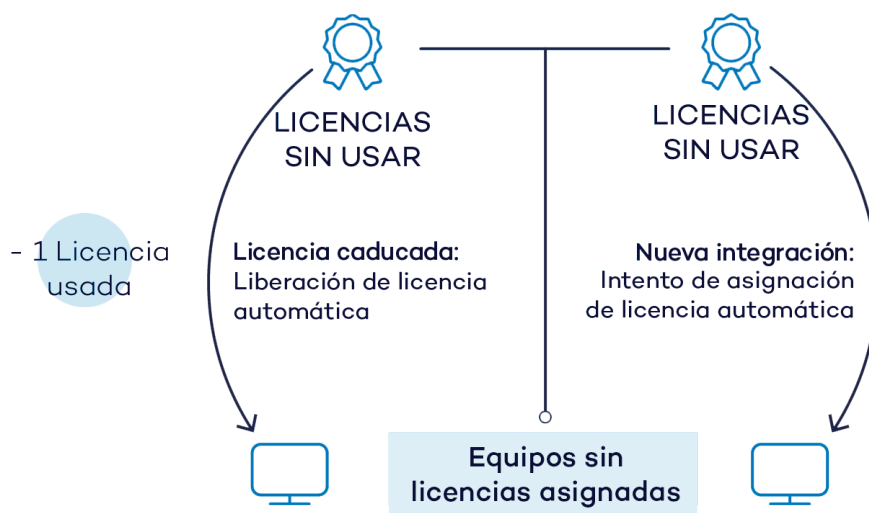 LICENCIAS
SIN USAR
LICENCIAS
SIN USAR
- 1 Licencia
usada
Licencia caducada:
Liberación de licencia
automática
Nueva integración:
Intento de asignación
de licencia automática
Equipos sin
licencias asignadas